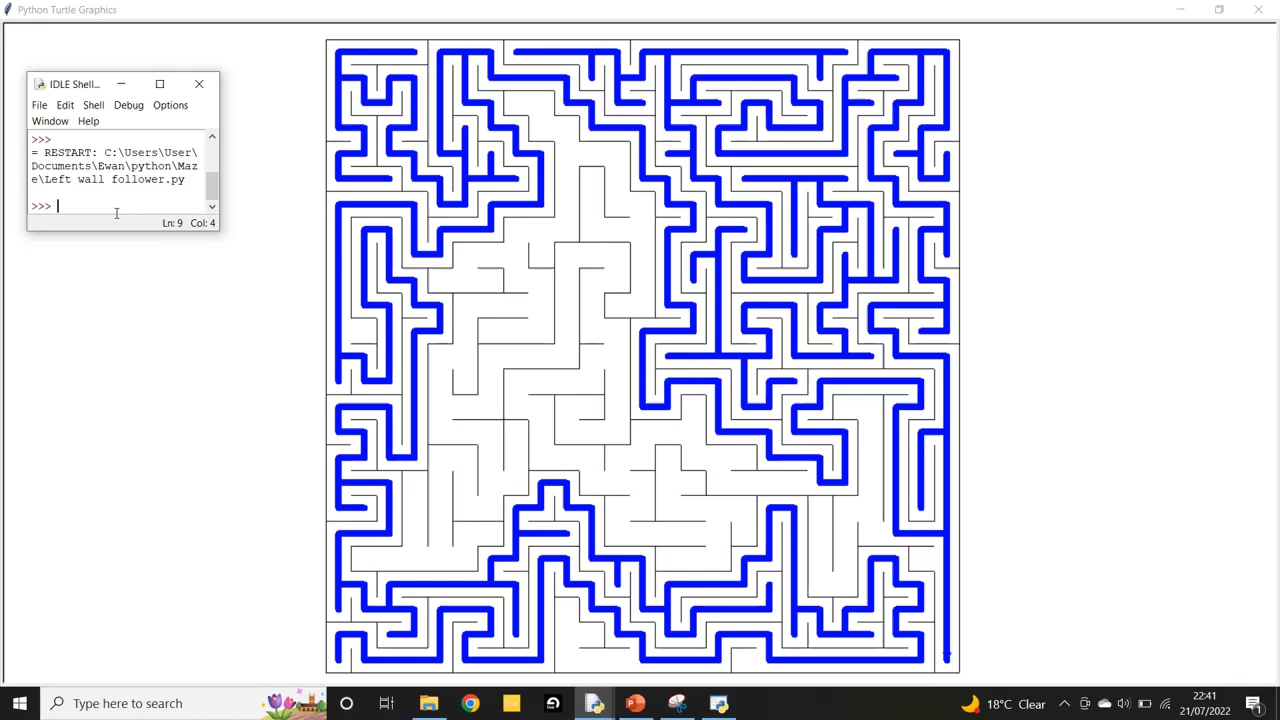 Python Turtle Graphics
IDLE Shell...
File Edit Shell Debug Options
Window Help
>>>
= RESTART: C:\Users\User\
Documents\Ewan\python\Maz
e\Left wall follower.py
>>>
Ln: 9 Col: 4
Type here to search
18°C Clear
22:41
21/07/2022
1